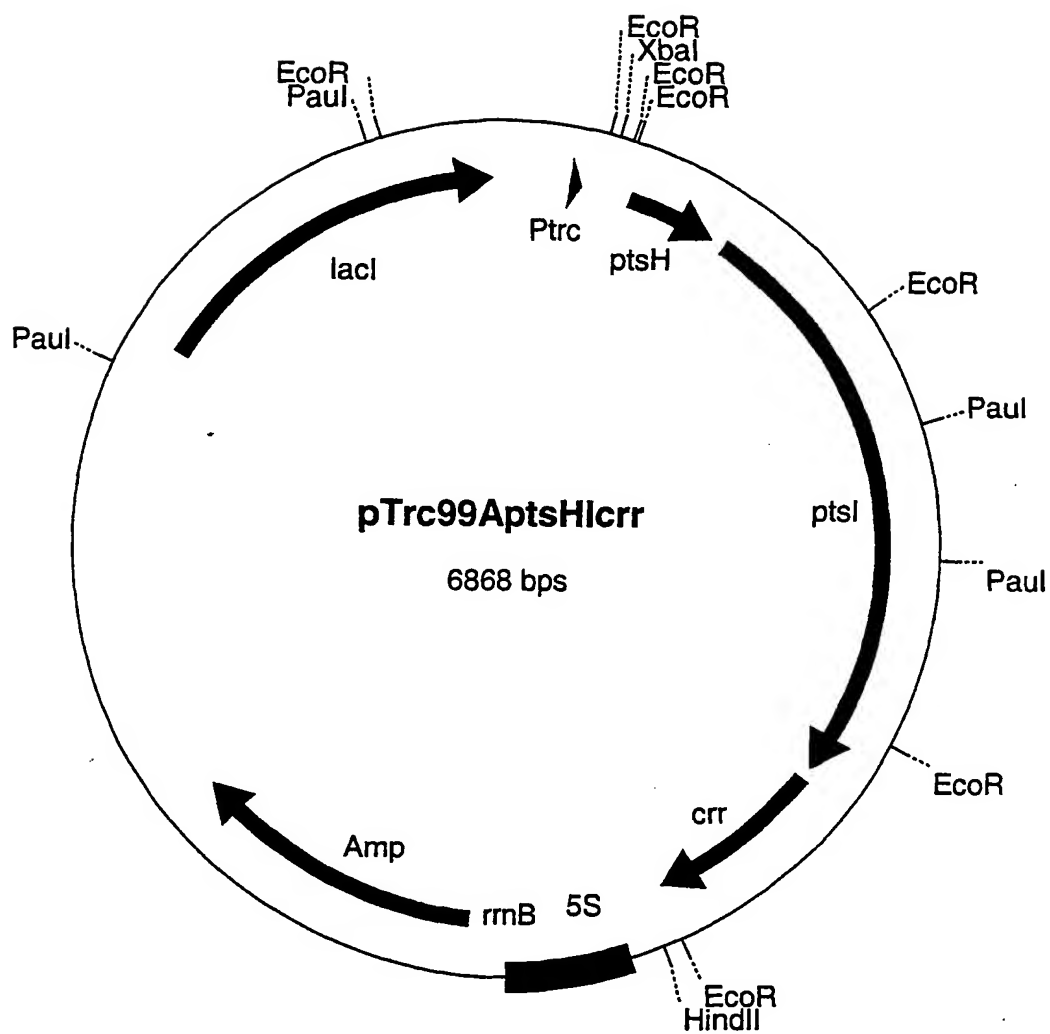 EcoR
XbaI
EcoR
EcoR
EcoR
PauI
Ptrc
ptsH
lacI
EcoR
PauI
PauI
pTrc99AptsHIcrr
ptsI
6868 bps
PauI
EcoR
crr
Amp
rrnB
5S
EcoR
HindII